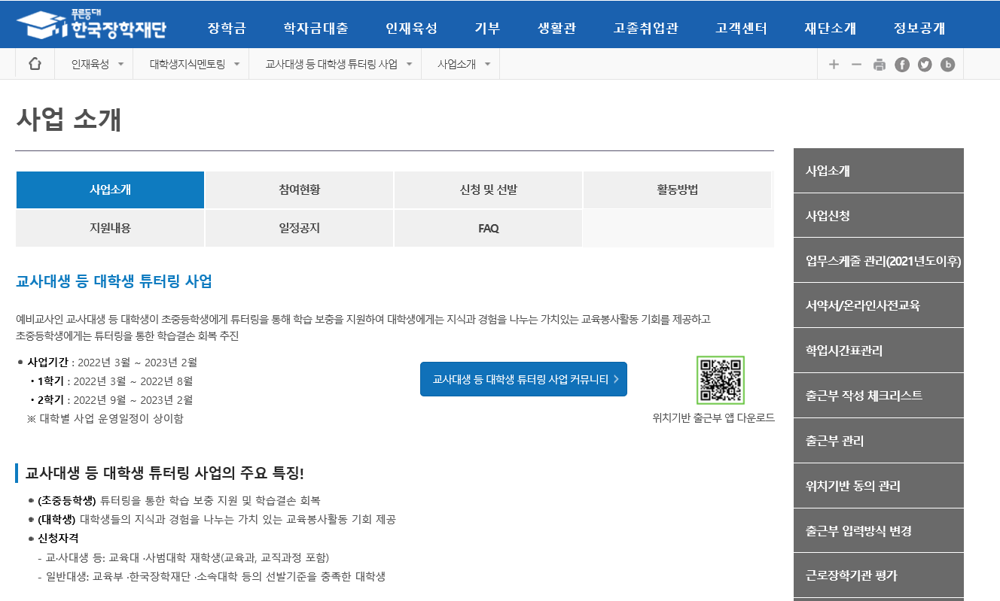 푸른등대
한국장학재단
장학금 학자금대출 인재육성 기부 생활관 고졸취업관 고객센터 재단소개 정보공개
인재육성 대학생지식멘토링 교사대생 등 대학생 튜터링 사업 사업소개
사업 소개
사업소개 참여현황 신청 및 선발 활동방법
지원내용 일정공지 FAQ
교사대생 등 대학생 튜터링 사업
예비교사인 교·사대생 등 대학생이 초중등학생에게 튜터링을 통해 학습 보충을 지원하여 대학생에게는 지식과 경험을 나누는 가치있는 교육봉사활동 기회를 제공하고
초중등학생에게는 튜터링을 통한 학습결손 회복 추진
● 사업기간 : 2022년 3월 ~ 2023년 2월
• 1학기 : 2022년 3월 ~ 2022년 8월
• 2학기 : 2022년 9월 ~ 2023년 2월
※ 대학별 사업 운영일정이 상이함
교사대생 등 대학생 튜터링 사업 커뮤니티 >
위치기반 출근부 앱 다운로드
교사대생 등 대학생 튜터링 사업의 주요 특징!
● (초중등학생) 튜터링을 통한 학습 보충 지원 및 학습결손 회복
● (대학생) 대학생들의 지식과 경험을 나누는 가치 있는 교육봉사활동 기회 제공
● 신청자격
- 교·사대생 등: 교육대 ·사범대학 재학생(교육과, 교직과정 포함)
- 일반대생: 교육부 ·한국장학재단 ·소속대학 등의 선발기준을 충족한 대학생
사업소개
사업신청
업무스케줄 관리(2021년도이후)
서약서/온라인사전교육
학업시간표관리
출근부 작성 체크리스트
출근부 관리
위치기반 동의 관리
출근부 입력방식 변경
근로장학기관 평가